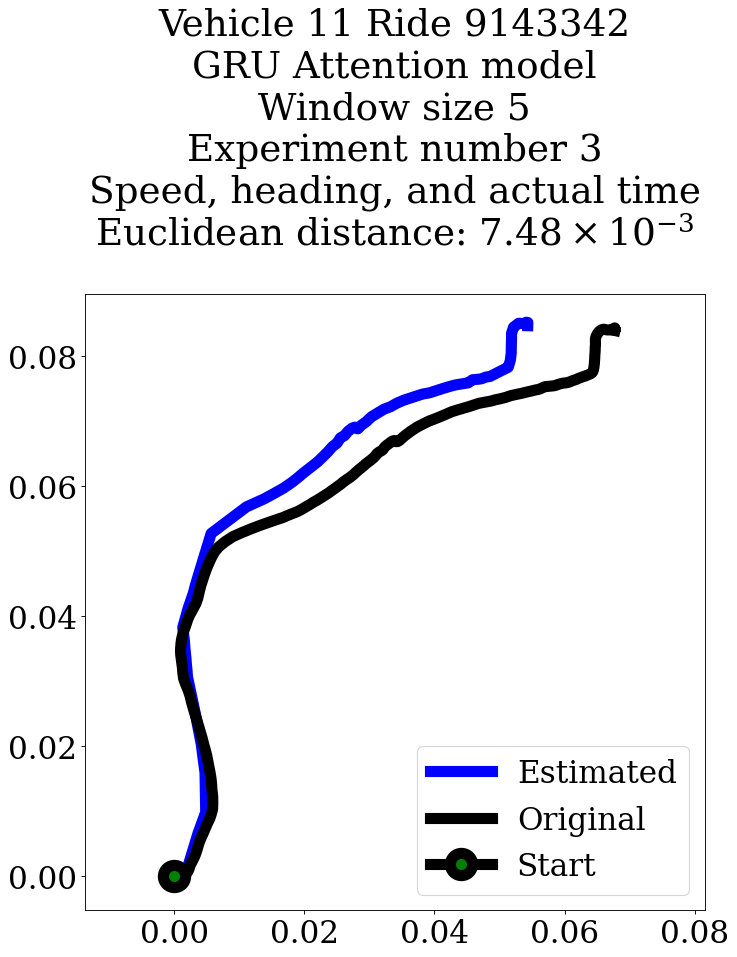 Vehicle 11 Ride 9143342
GRU Attention model
Window size 5
Experiment number 3
Speed, heading, and actual time
Euclidean distance: 7.48 × 10⁻³
0.08
0.06
0.04
0.02
0.00
Estimated
Original
Start
0.00 0.02 0.04 0.06 0.08